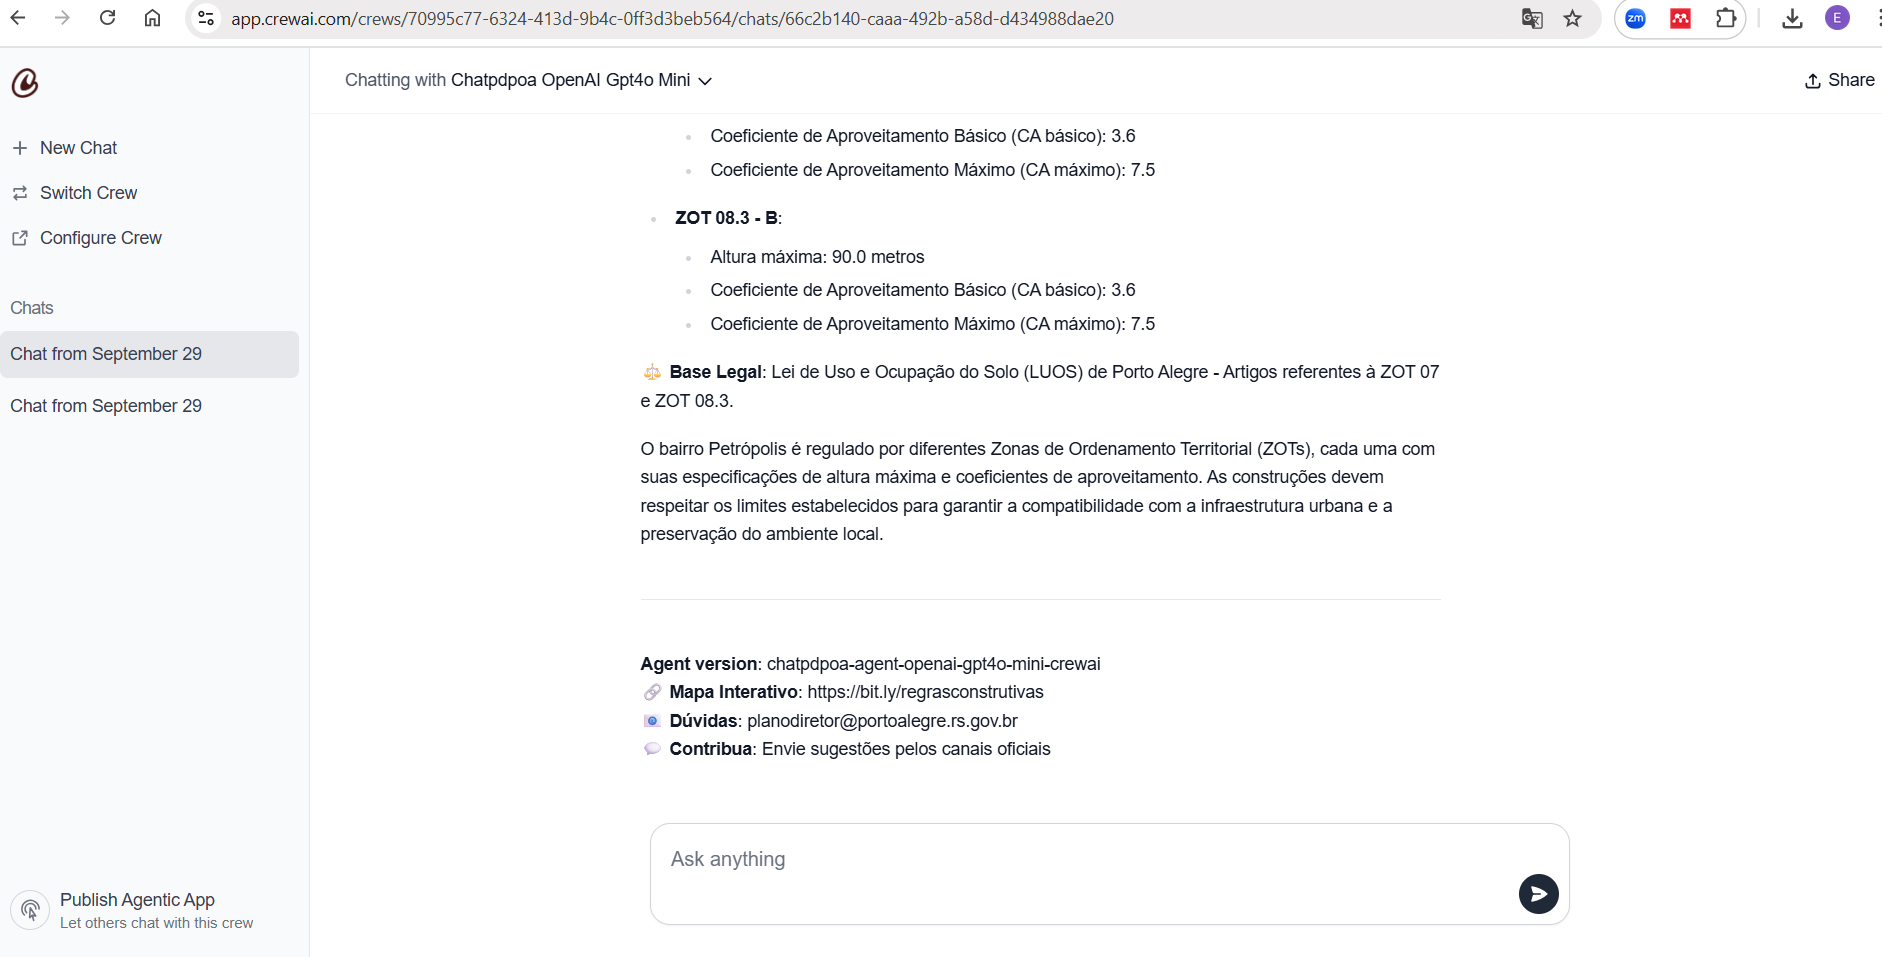 app.crewai.com/crews/70995c77-6324-413d-9b4c-0ff3d3beb564/chats/66c2b140-caaa-492b-a58d-d434988dae20
zm
E
Chatting with Chatpdpoa OpenAI Gpt4o Mini
Share
New Chat
Switch Crew
Configure Crew
Chats
Chat from September 29
Chat from September 29
Publish Agentic App
Let others chat with this crew
Coeficiente de Aproveitamento Básico (CA básico): 3.6
Coeficiente de Aproveitamento Máximo (CA máximo): 7.5
ZOT 08.3 - B:
Altura máxima: 90.0 metros
Coeficiente de Aproveitamento Básico (CA básico): 3.6
Coeficiente de Aproveitamento Máximo (CA máximo): 7.5
⚖️ Base Legal: Lei de Uso e Ocupação do Solo (LUOS) de Porto Alegre - Artigos referentes à ZOT 07
e ZOT 08.3.
O bairro Petrópolis é regulado por diferentes Zonas de Ordenamento Territorial (ZOTs), cada uma com
suas especificações de altura máxima e coeficientes de aproveitamento. As construções devem
respeitar os limites estabelecidos para garantir a compatibilidade com a infraestrutura urbana e a
preservação do ambiente local.
Agent version: chatpdpoa-agent-openai-gpt4o-mini-crewai
🔗 Mapa Interativo: https://bit.ly/regrasconstrutivas
📧 Dúvidas: planodiretor@portoalegre.rs.gov.br
💬 Contribua: Envie sugestões pelos canais oficiais
Ask anything